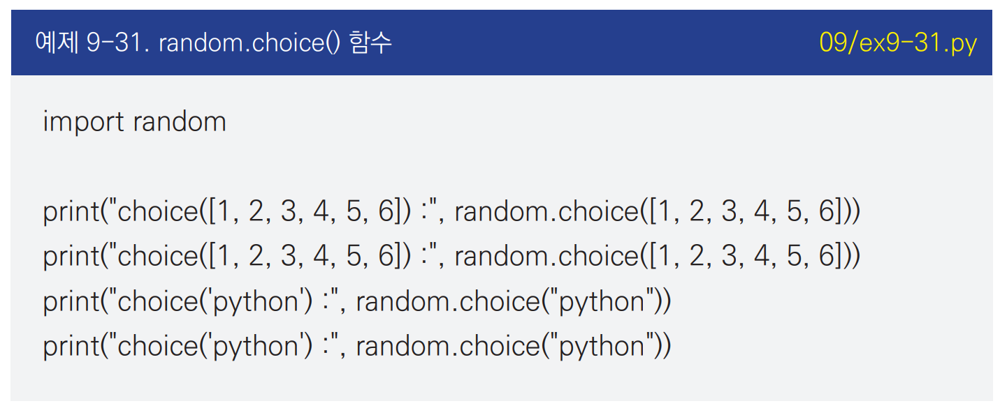 예제 9-31. random.choice() 함수
09/ex9-31.py
import random
print("choice([1, 2, 3, 4, 5, 6]) :", random.choice([1, 2, 3, 4, 5, 6]))
print("choice([1, 2, 3, 4, 5, 6]) :", random.choice([1, 2, 3, 4, 5, 6]))
print("choice('python') :", random.choice("python"))
print("choice('python') :", random.choice("python"))